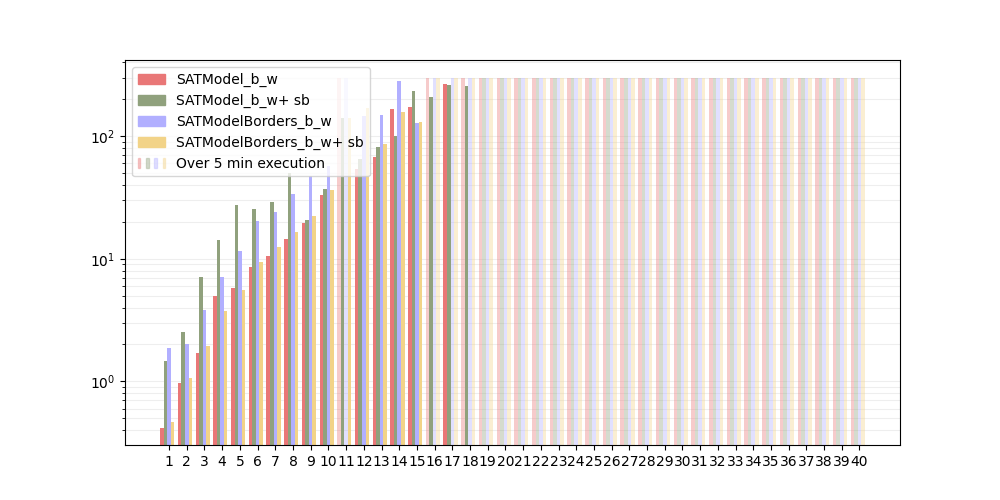 SATModel_b_w
SATModel_b_w+ sb
SATModelBorders_b_w
SATModelBorders_b_w+ sb
Over 5 min execution
10²
10¹
10⁰
1 2 3 4 5 6 7 8 9 10 11 12 13 14 15 16 17 18 19 20 21 22 23 24 25 26 27 28 29 30 31 32 33 34 35 36 37 38 39 40